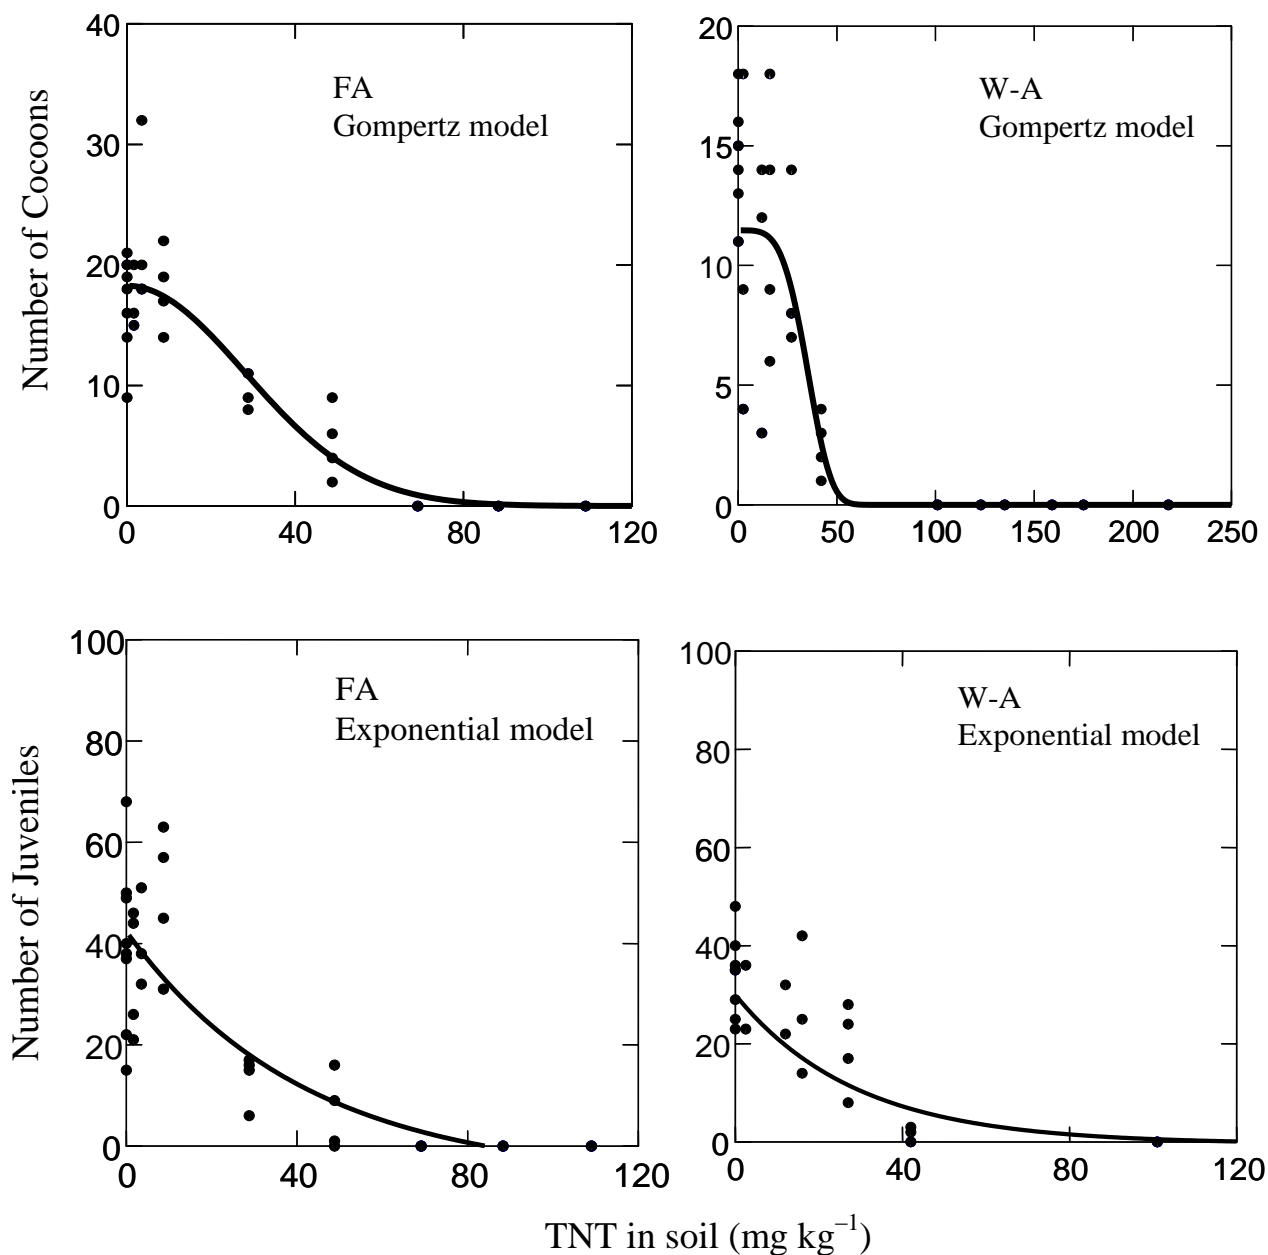 40
30
20
10
0
0 40 80 120
Number of Cocoons
FA
Gompertz model
20
15
10
5
0
0 50 100 150 200 250
W-A
Gompertz model
100
80
60
40
20
0
0 40 80 120
Number of Juveniles
FA
Exponential model
100
80
60
40
20
0
0 40 80 120
W-A
Exponential model
TNT in soil (mg kg⁻¹)